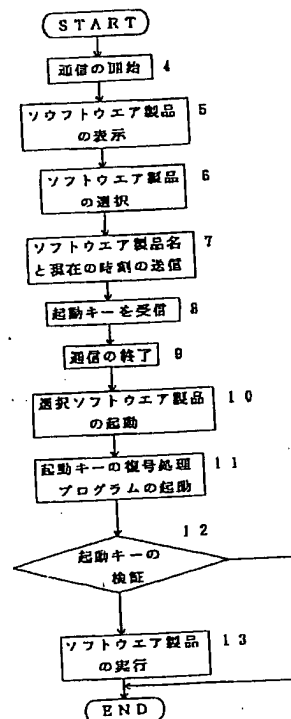 START
通信の開始 4
ソウフトウエア製品 5
の表示
ソフトウエア製品 6
の選択
ソフトウエア製品名 7
と現在の時刻の送信
起動キーを受信 8
通信の終了 9
選択ソフトウエア製品 10
の起動
起動キーの復号処理 11
プログラムの起動
12
起動キーの
検証
ソフトウエア製品 13
の実行
END